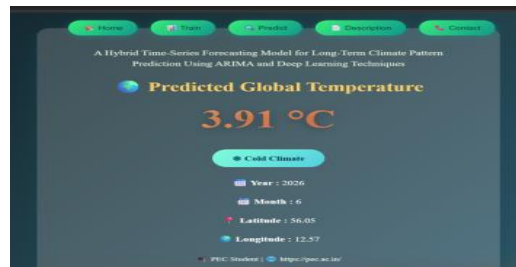 Home Train Predict Description Contact
A Hybrid Time-Series Forecasting Model for Long-Term Climate Pattern
Prediction Using ARIMA and Deep Learning Techniques
Predicted Global Temperature
3.91 °C
Cold Climate
Year : 2026
Month : 6
Latitude : 56.05
Longitude : 12.57
PEC Student | https://pec.ac.in/